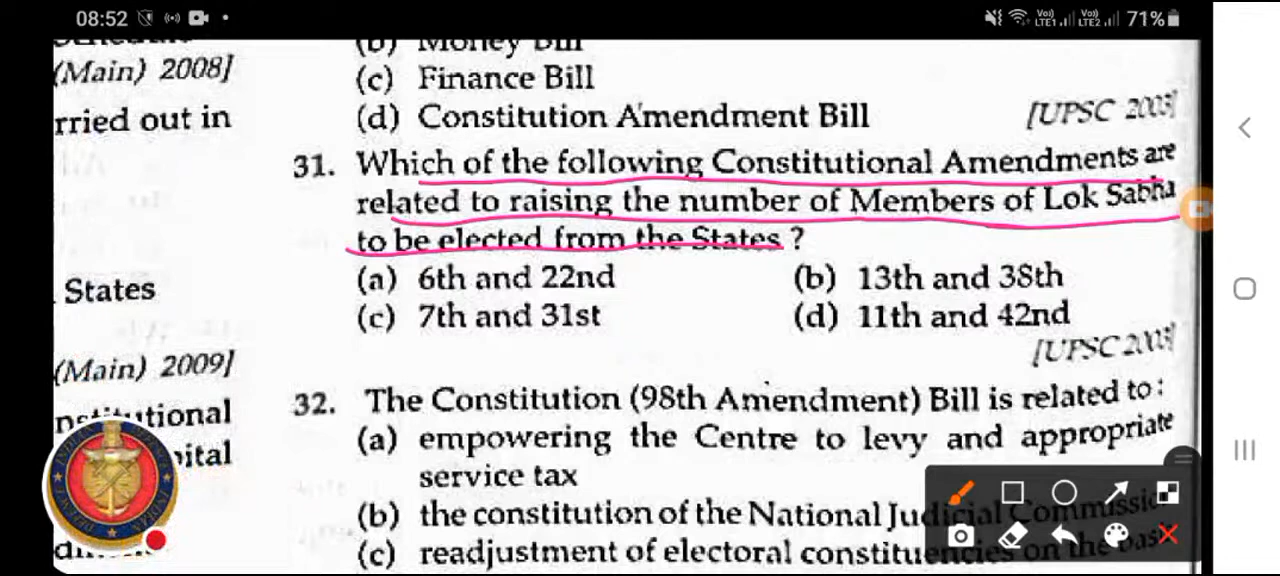 08:52
71%
(Main) 2008]
rried out in
States
(Main) 2009]
(b) Money Bill
(c) Finance Bill
(d) Constitution Amendment Bill [UPSC 2003]
31. Which of the following Constitutional Amendments are
related to raising the number of Members of Lok Sabha
to be elected from the States ?
(a) 6th and 22nd (b) 13th and 38th
(c) 7th and 31st (d) 11th and 42nd
[UPSC 2003]
32. The Constitution (98th Amendment) Bill is related to :
(a) empowering the Centre to levy and appropriate
service tax
(b) the constitution of the National Judicial Commission
(c) readjustment of electoral constituencies on the basis